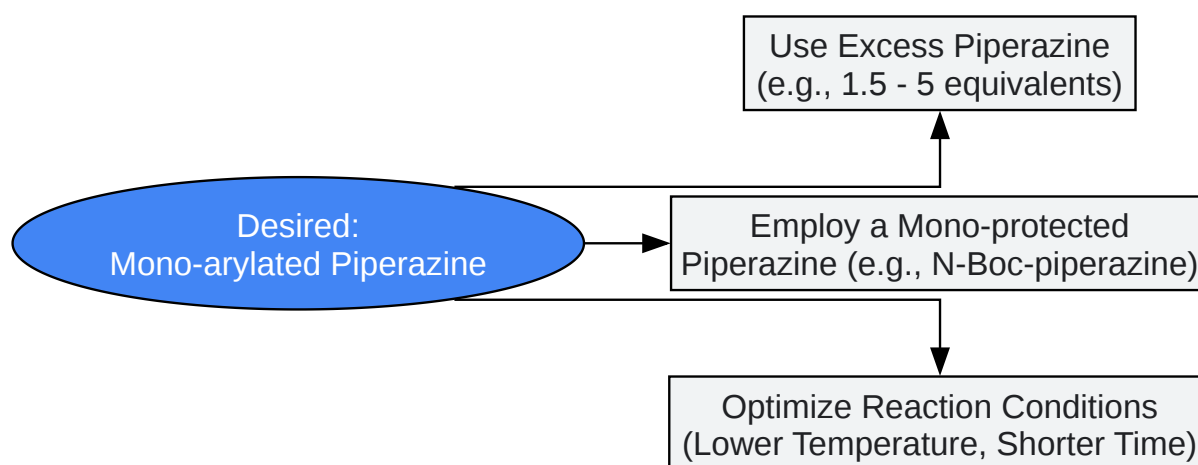 Use Excess Piperazine
(e.g., 1.5 - 5 equivalents)
Desired:
Mono-arylated Piperazine
Employ a Mono-protected
Piperazine (e.g., N-Boc-piperazine)
Optimize Reaction Conditions
(Lower Temperature, Shorter Time)